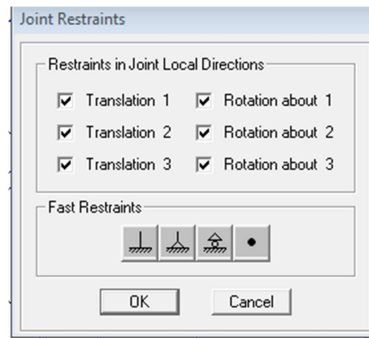 Joint Restraints
Restraints in Joint Local Directions
Translation 1 Rotation about 1
Translation 2 Rotation about 2
Translation 3 Rotation about 3
Fast Restraints
OK Cancel